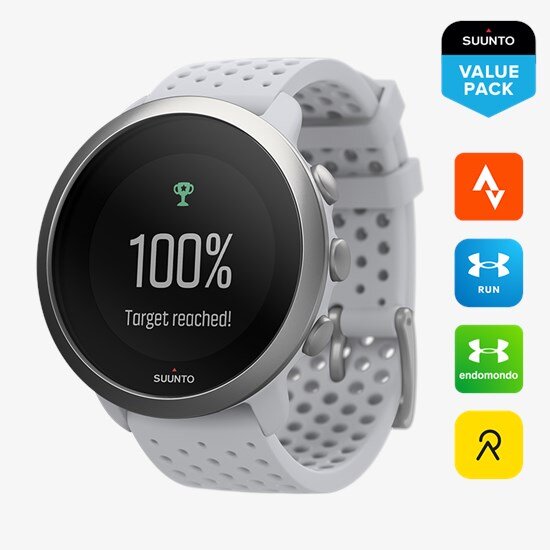 SUUNTO
VALUE
PACK
100%
Target reached!
SUUNTO
RUN
endomondo